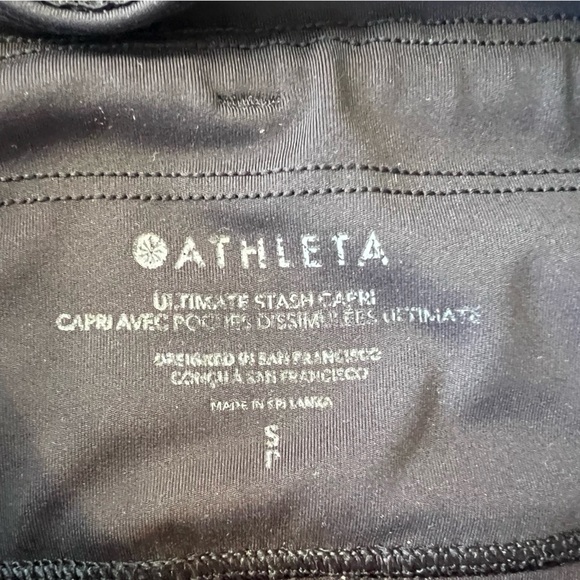 ATHLETA
ULTIMATE STASH CAPRI
CAPRI AVEC POCHES DISSIMULÉES ULTIMATE
DESIGNED IN SAN FRANCISCO
CONÇU À SAN FRANCISCO
MADE IN SRI LANKA
S
P